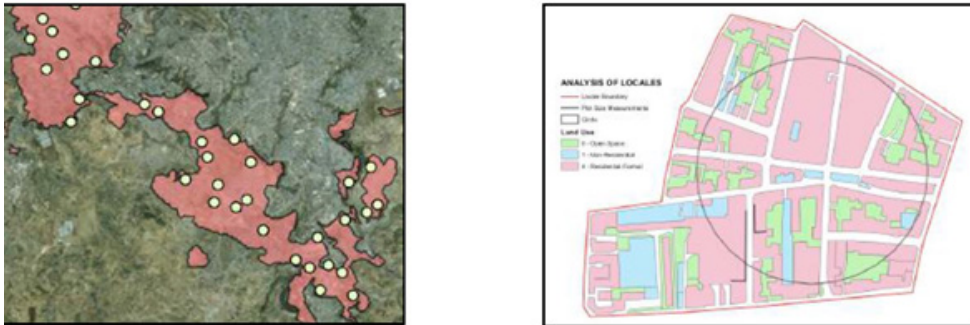 ANALYSIS OF LOCALES
Locale Boundary
Plot Size Measurements
Circle
Land Use
0 - Open Space
1 - Non-Residential
4 - Residential Formal